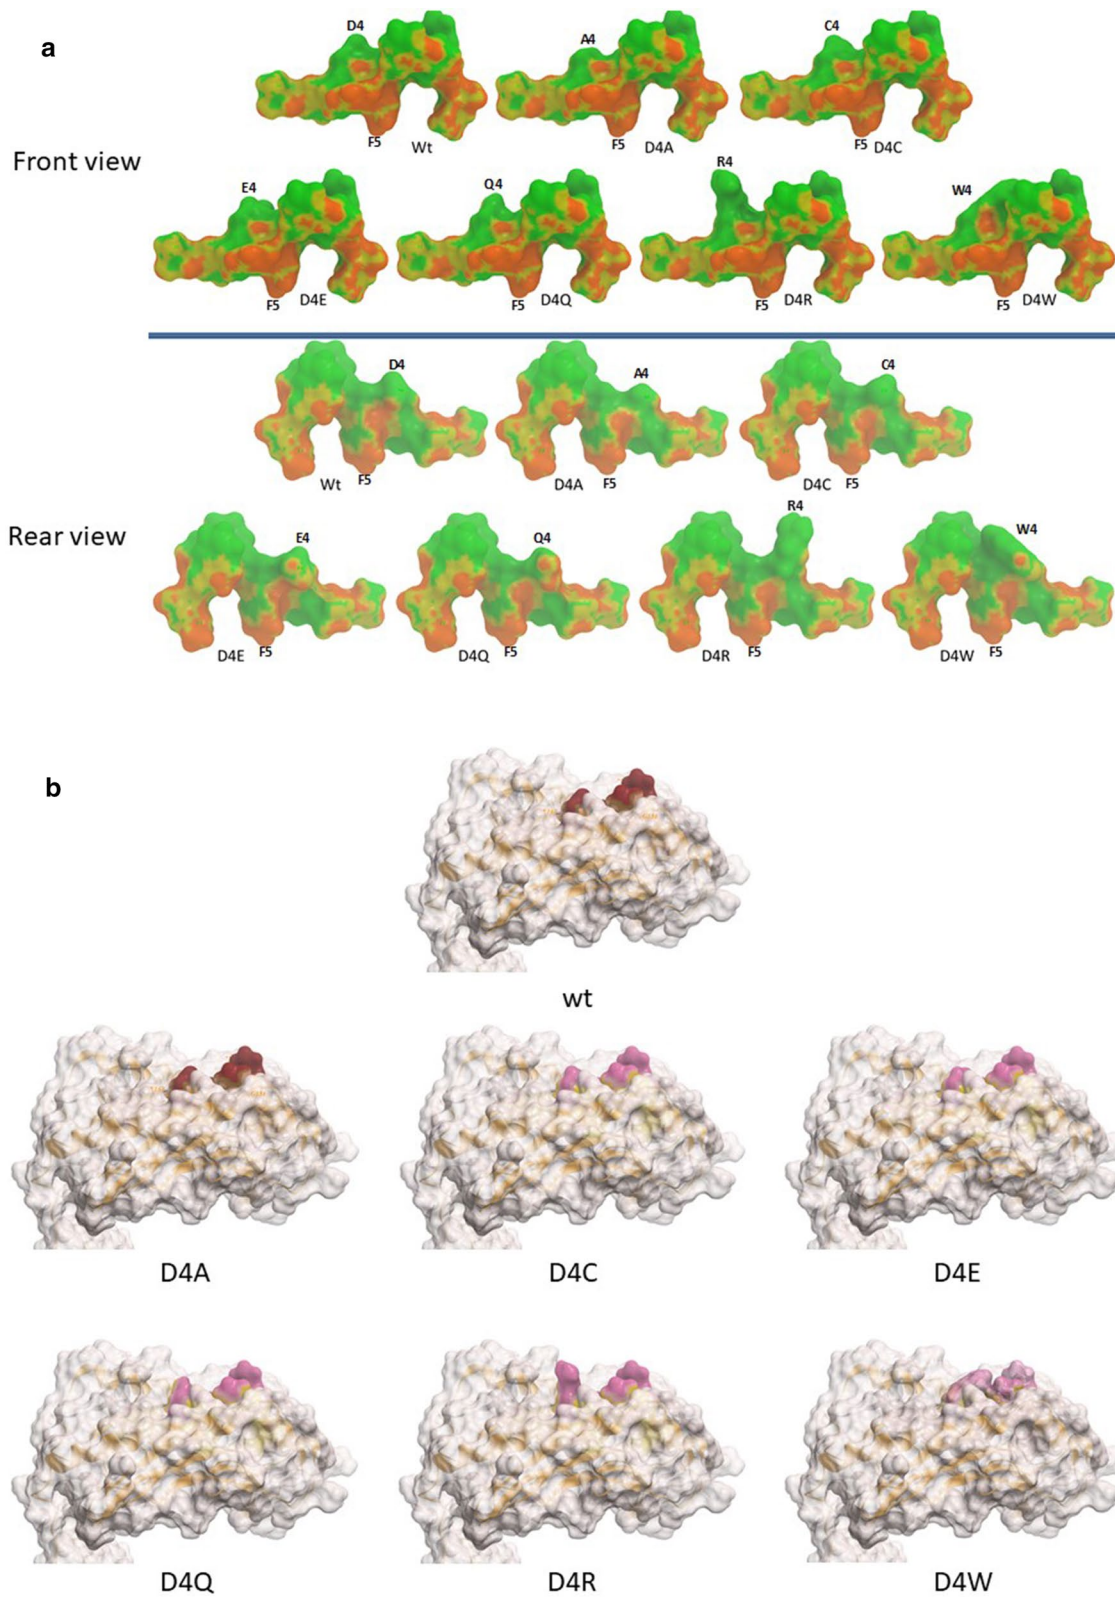 a
D4 A4 C4
F5 Wt F5 D4A F5 D4C
Front view
E4 Q4 R4 W4
F5 D4E F5 D4Q F5 D4R F5 D4W
D4 A4 C4
Wt F5 D4A F5 D4C F5
Rear view
E4 Q4 R4 W4
D4E F5 D4Q F5 D4R F5 D4W F5
b
wt
D4A D4C D4E
D4Q D4R D4W